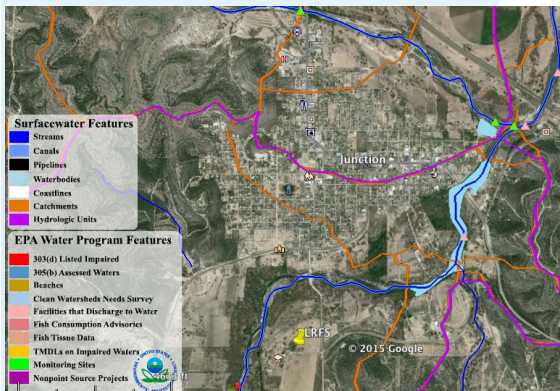 Surfacewater Features
Streams
Canals
Pipelines
Waterbodies
Coastlines
Catchments
Hydrologic Units
EPA Water Program Features
303(d) Listed Impaired
305(b) Assessed Waters
Beaches
Clean Watersheds Needs Survey
Facilities that Discharge to Water
Fish Consumption Advisories
Fish Tissue Data
TMDLs on Impaired Waters
Monitoring Sites
Nonpoint Source Projects
Junction
LRFS
© 2015 Google